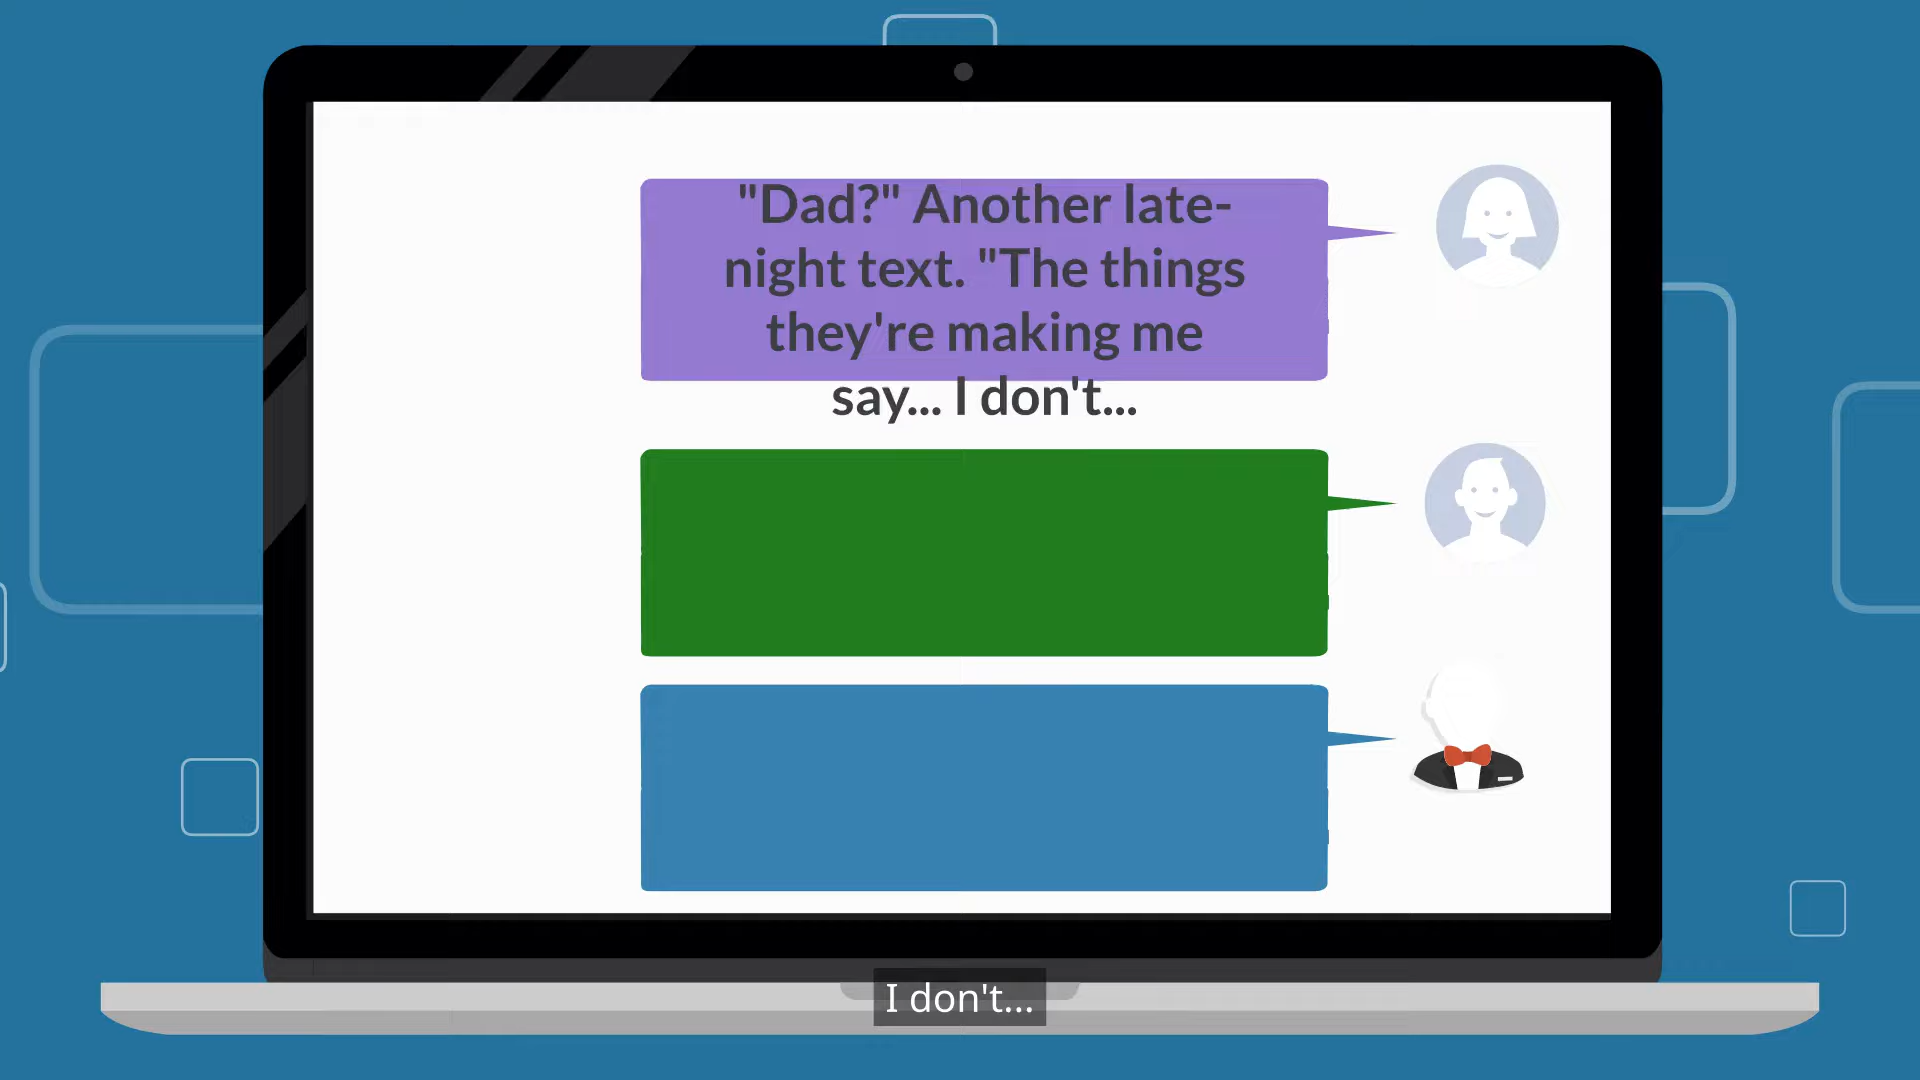 "Dad?" Another late-
night text. "The things
they're making me
say... I don't...
I don't...